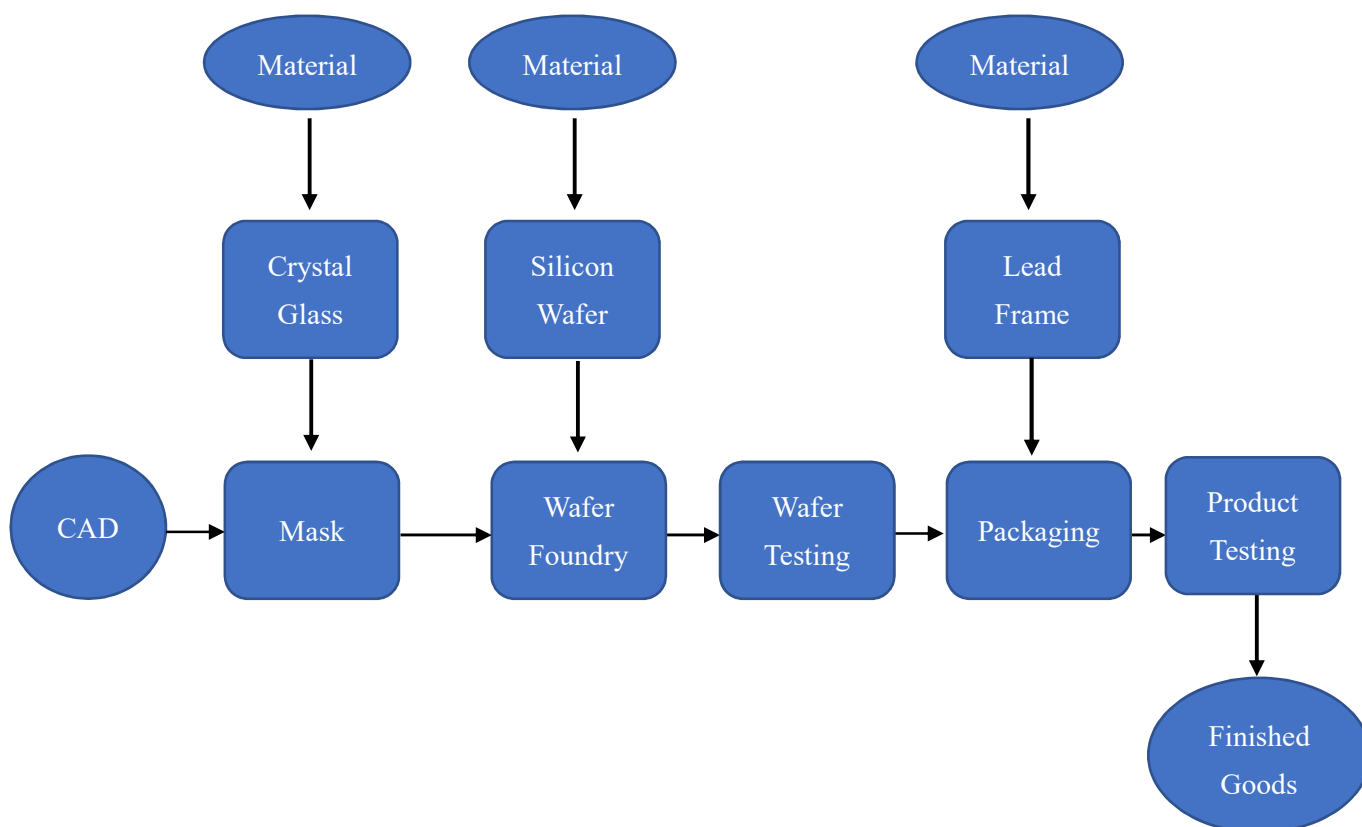 Material
Material
Material
Crystal
Glass
Silicon
Wafer
Lead
Frame
CAD
Mask
Wafer
Foundry
Wafer
Testing
Packaging
Product
Testing
Finished
Goods